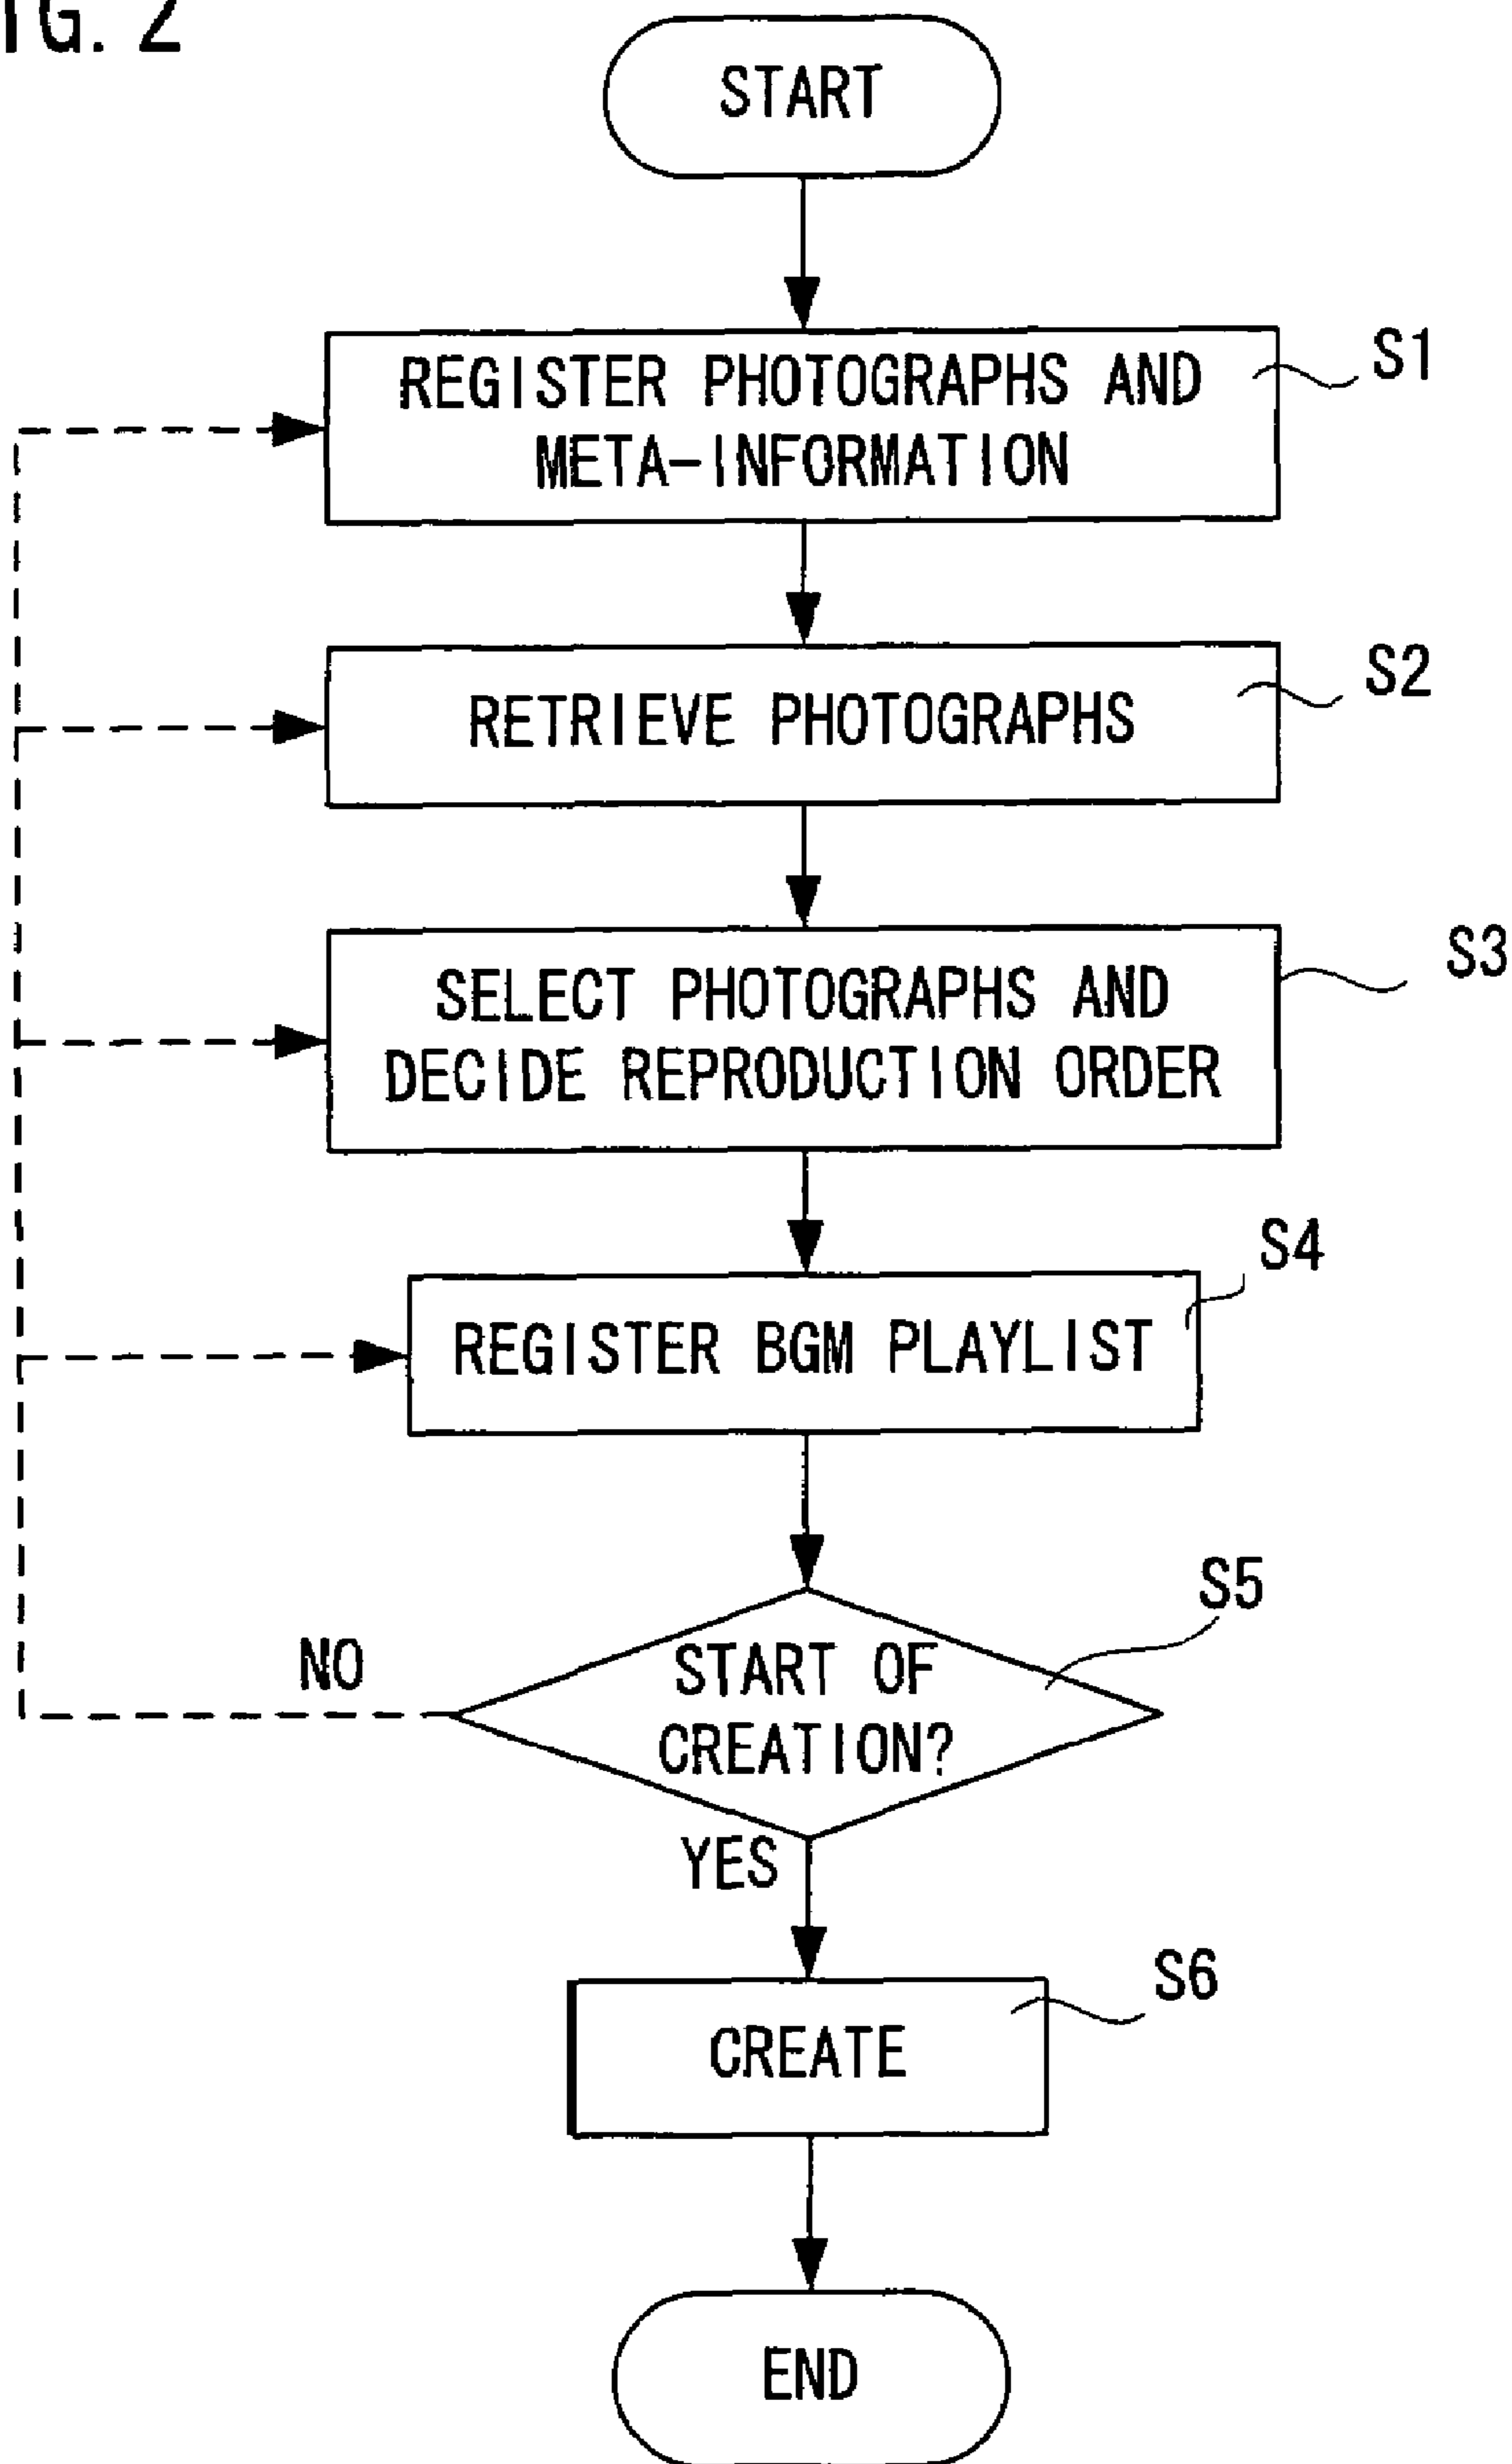 IG. 2
START
REGISTER PHOTOGRAPHS AND
META-INFORMATION
S1
RETRIEVE PHOTOGRAPHS
S2
SELECT PHOTOGRAPHS AND
DECIDE REPRODUCTION ORDER
S3
REGISTER BGM PLAYLIST
S4
START OF
CREATION?
S5
NO
YES
CREATE
S6
END